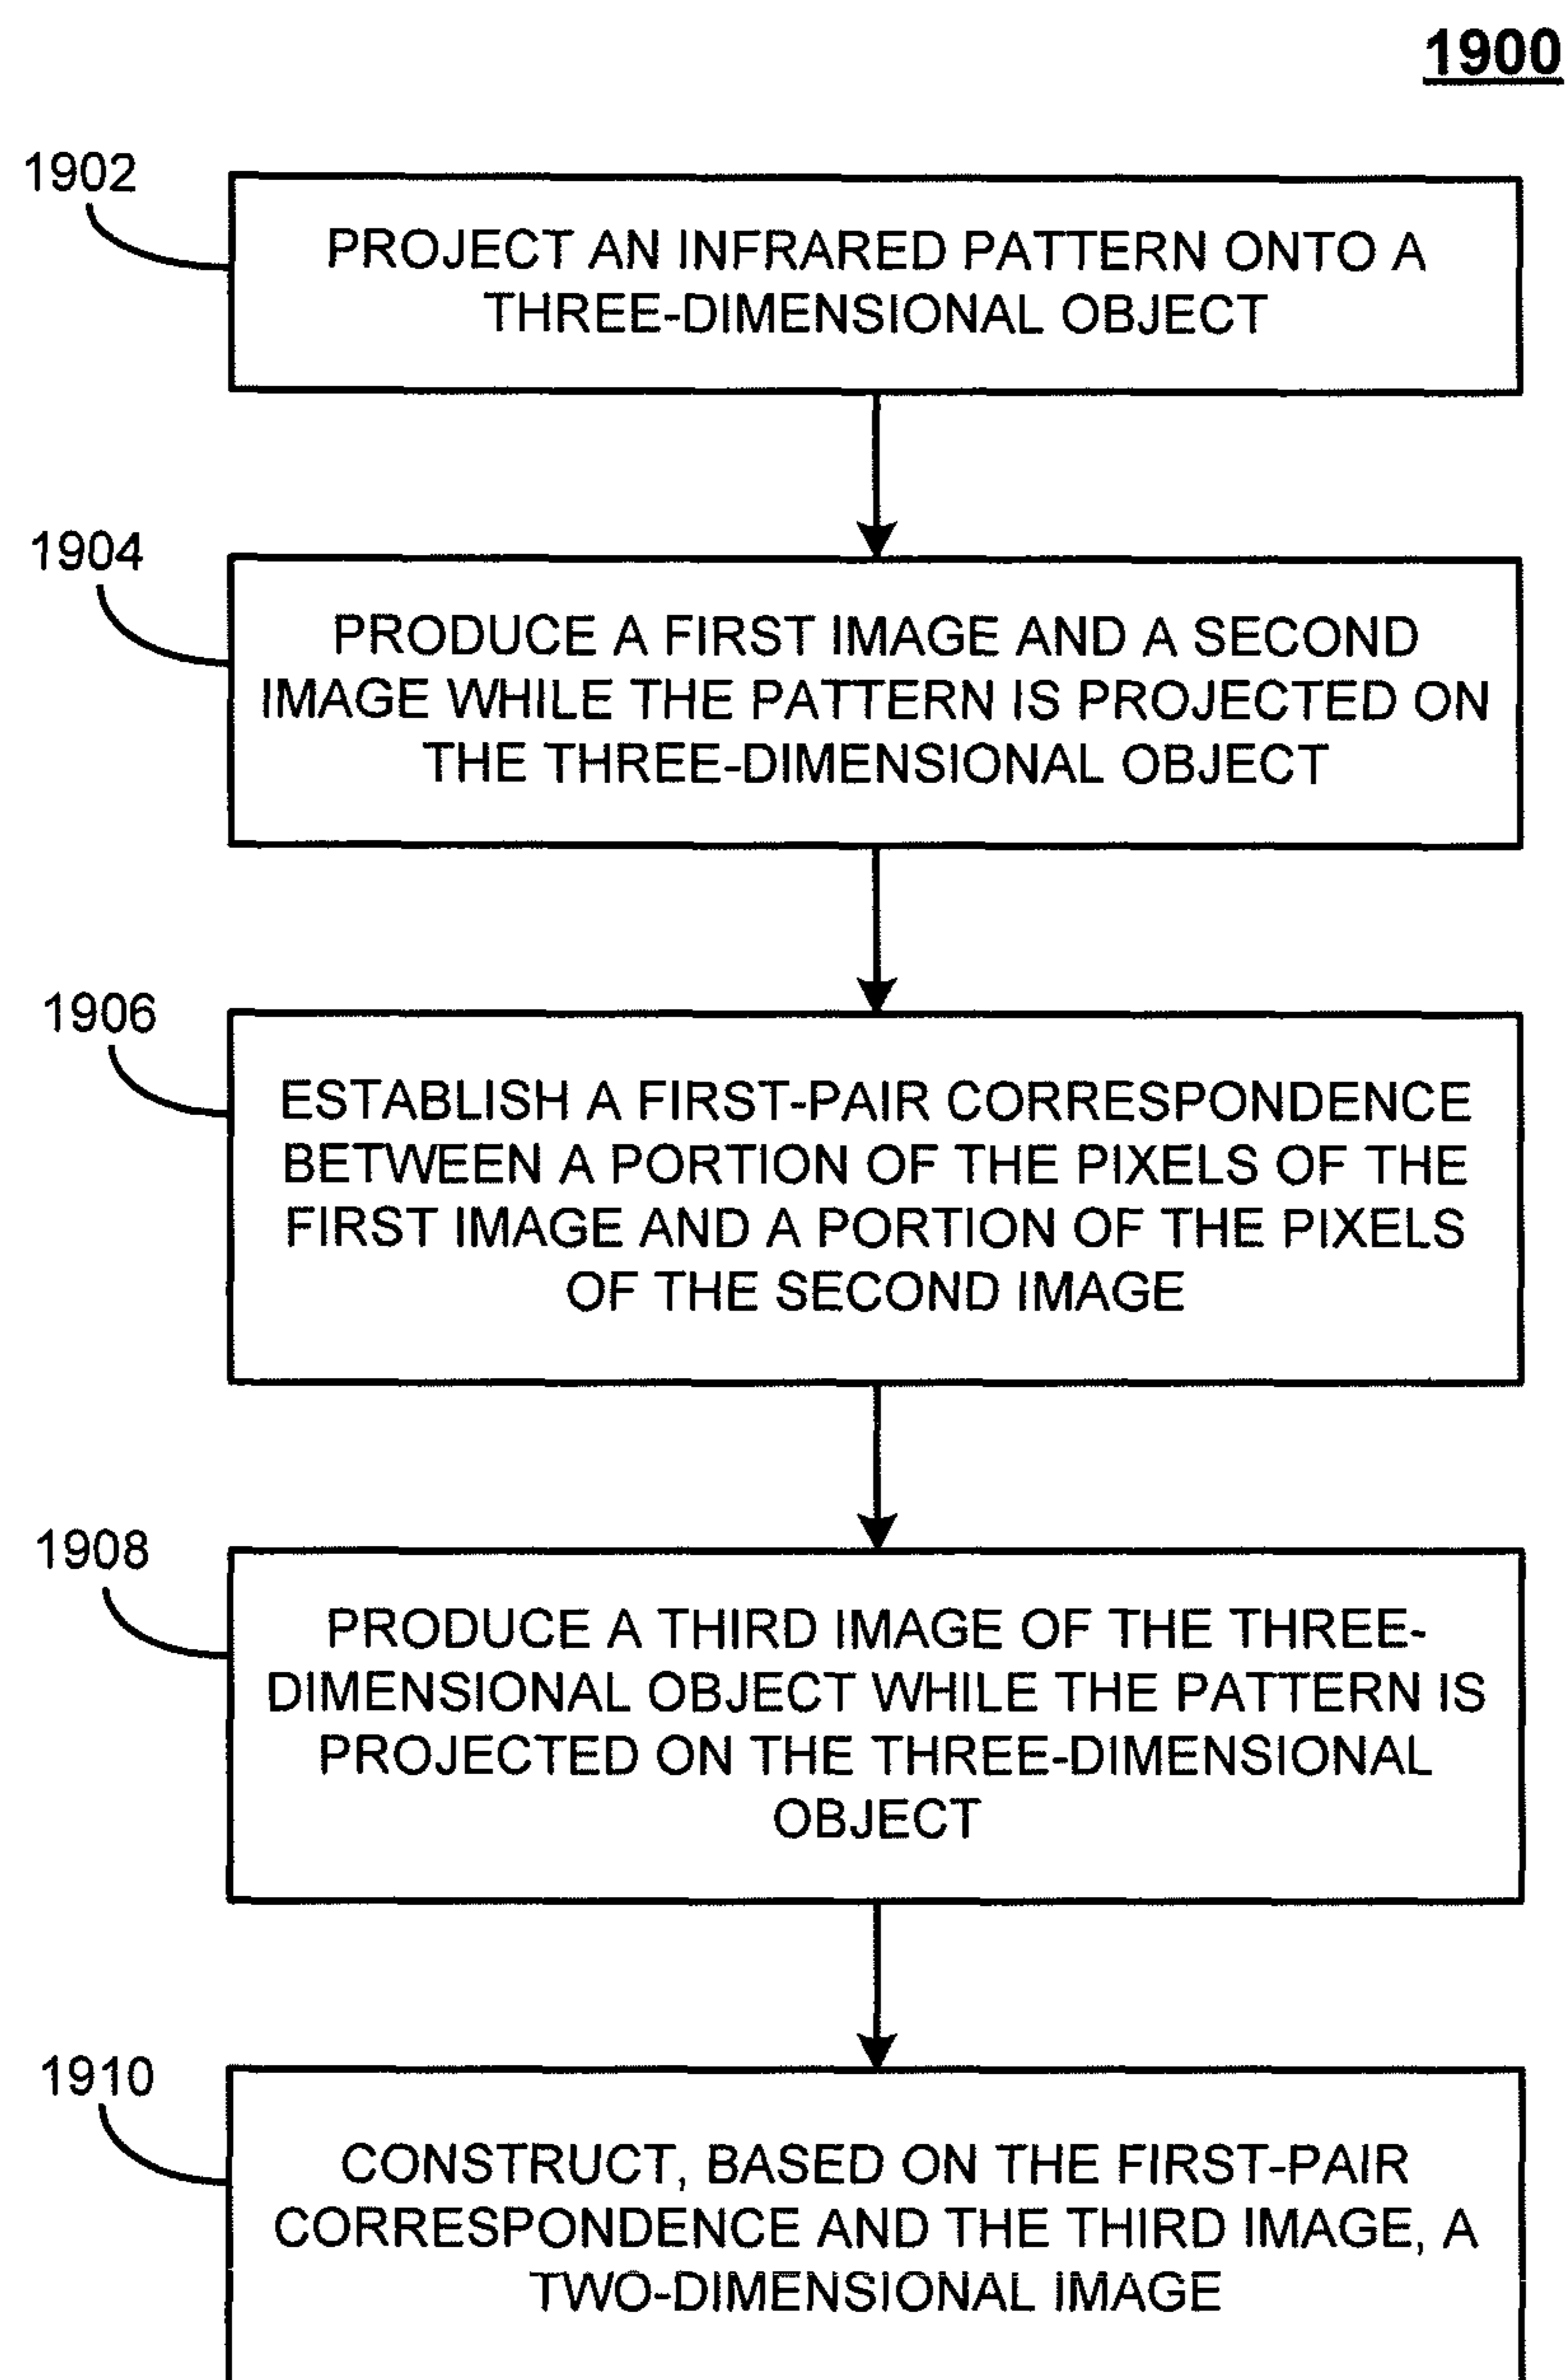 1900
1902
PROJECT AN INFRARED PATTERN ONTO A
THREE-DIMENSIONAL OBJECT
1904
PRODUCE A FIRST IMAGE AND A SECOND
IMAGE WHILE THE PATTERN IS PROJECTED ON
THE THREE-DIMENSIONAL OBJECT
1906
ESTABLISH A FIRST-PAIR CORRESPONDENCE
BETWEEN A PORTION OF THE PIXELS OF THE
FIRST IMAGE AND A PORTION OF THE PIXELS
OF THE SECOND IMAGE
1908
PRODUCE A THIRD IMAGE OF THE THREE-
DIMENSIONAL OBJECT WHILE THE PATTERN IS
PROJECTED ON THE THREE-DIMENSIONAL
OBJECT
1910
CONSTRUCT, BASED ON THE FIRST-PAIR
CORRESPONDENCE AND THE THIRD IMAGE, A
TWO-DIMENSIONAL IMAGE